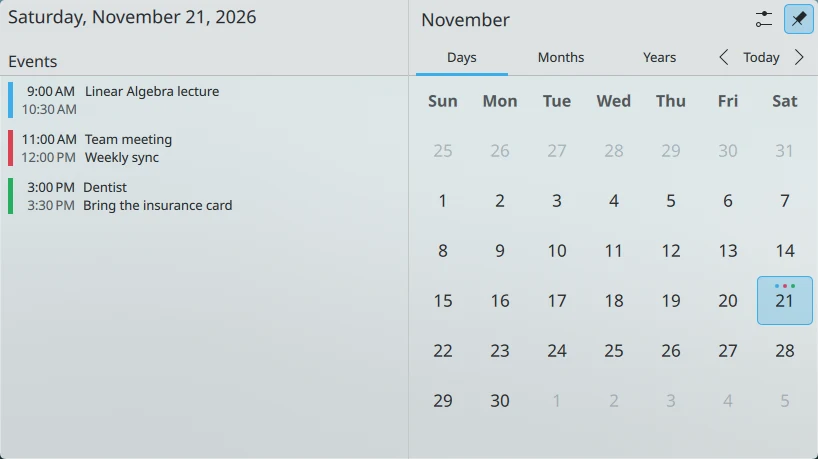 Saturday, November 21, 2026
Events
9:00 AM Linear Algebra lecture
10:30 AM
11:00 AM Team meeting
12:00 PM Weekly sync
3:00 PM Dentist
3:30 PM Bring the insurance card
November
Days Months Years Today
Sun Mon Tue Wed Thu Fri Sat
25 26 27 28 29 30 31
1 2 3 4 5 6 7
8 9 10 11 12 13 14
15 16 17 18 19 20 21
22 23 24 25 26 27 28
29 30 1 2 3 4 5